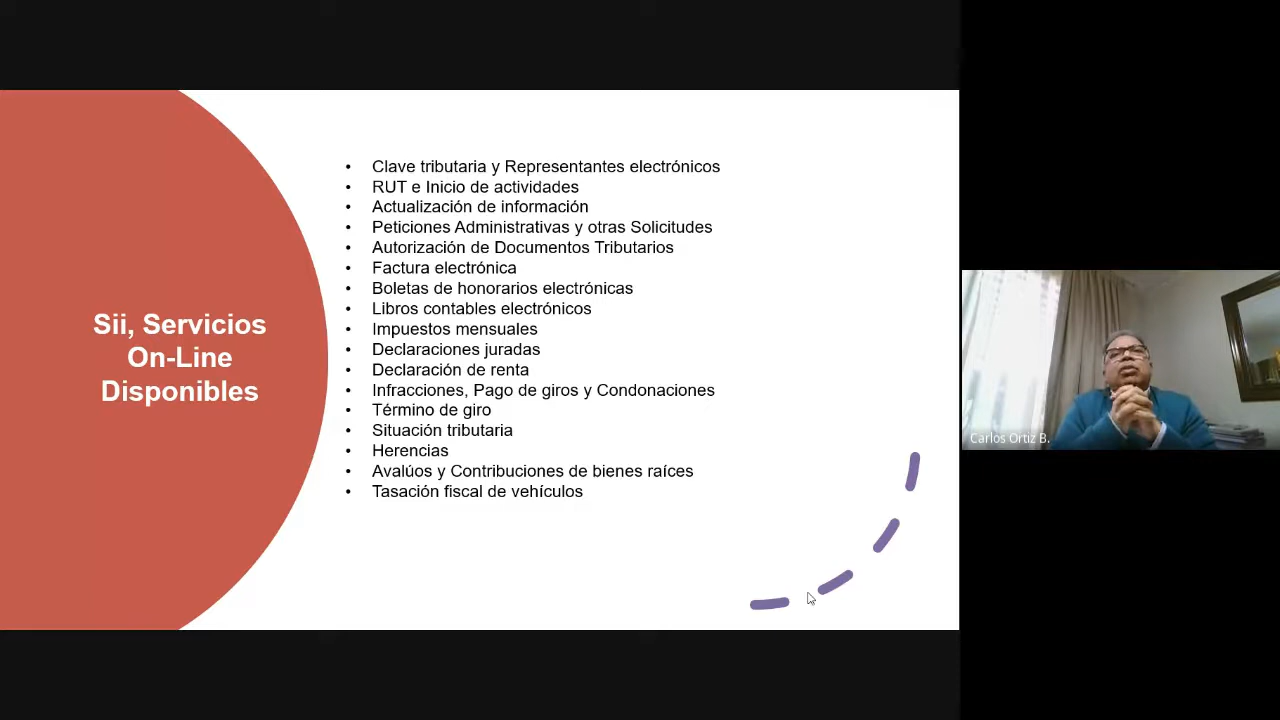 Sii, Servicios
On-Line
Disponibles
• Clave tributaria y Representantes electrónicos
• RUT e Inicio de actividades
• Actualización de información
• Peticiones Administrativas y otras Solicitudes
• Autorización de Documentos Tributarios
• Factura electrónica
• Boletas de honorarios electrónicas
• Libros contables electrónicos
• Impuestos mensuales
• Declaraciones juradas
• Declaración de renta
• Infracciones, Pago de giros y Condonaciones
• Término de giro
• Situación tributaria
• Herencias
• Avalúos y Contribuciones de bienes raíces
• Tasación fiscal de vehículos
Carlos Ortiz B.